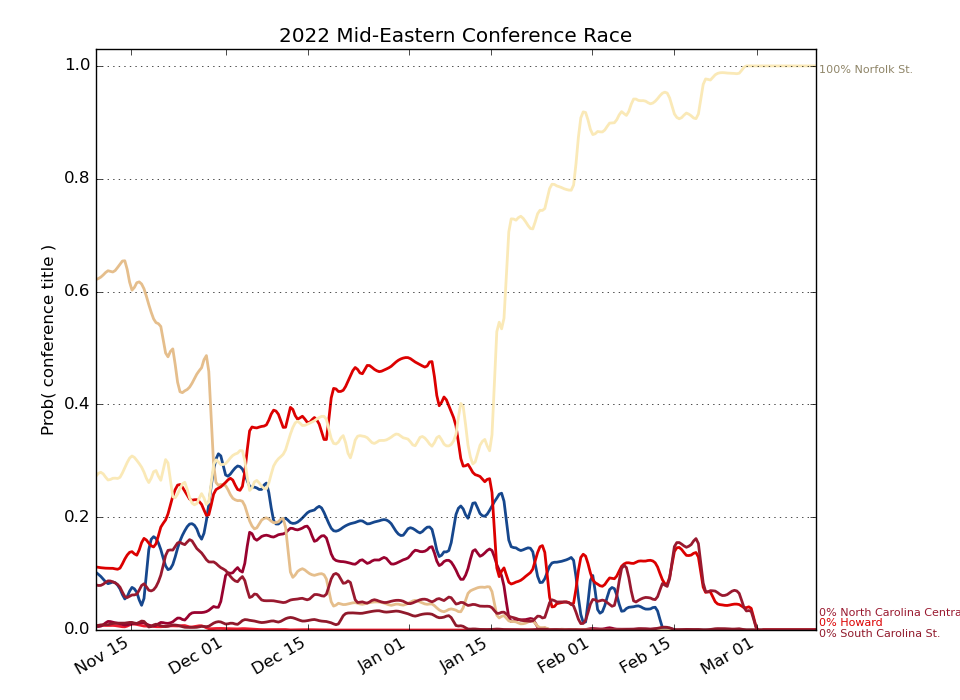 2022 Mid-Eastern Conference Race
Prob( conference title )
1.0
0.8
0.6
0.4
0.2
0.0
100% Norfolk St.
0% North Carolina Centra
0% Howard
0% South Carolina St.
Nov 15
Dec 01
Dec 15
Jan 01
Jan 15
Feb 01
Feb 15
Mar 01